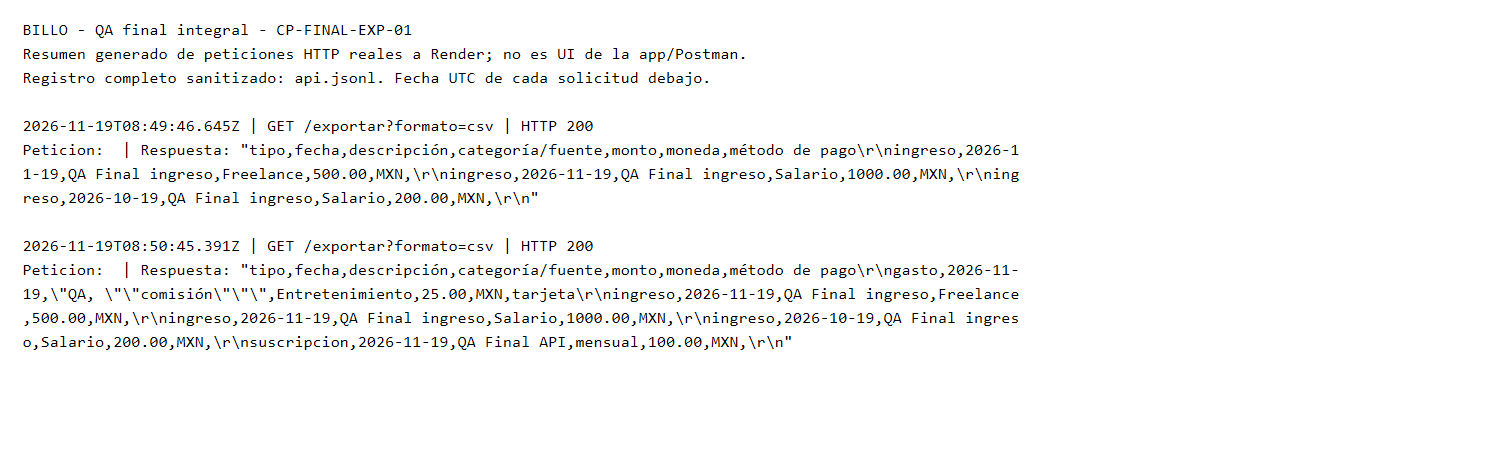 BILLO - QA final integral - CP-FINAL-EXP-01
Resumen generado de peticiones HTTP reales a Render; no es UI de la app/Postman.
Registro completo sanitizado: api.jsonl. Fecha UTC de cada solicitud debajo.
2026-11-19T08:49:46.645Z | GET /exportar?formato=csv | HTTP 200
Peticion:  | Respuesta: "tipo,fecha,descripción,categoría/fuente,monto,moneda,método de pago\r\ningreso,2026-1
1-19,QA Final ingreso,Freelance,500.00,MXN,\r\ningreso,2026-11-19,QA Final ingreso,Salario,1000.00,MXN,\r\ning
reso,2026-10-19,QA Final ingreso,Salario,200.00,MXN,\r\n"
2026-11-19T08:50:45.391Z | GET /exportar?formato=csv | HTTP 200
Peticion:  | Respuesta: "tipo,fecha,descripción,categoría/fuente,monto,moneda,método de pago\r\ngasto,2026-11-
19,\"QA, \"\"comisión\"\"\",Entretenimiento,25.00,MXN,tarjeta\r\ningreso,2026-11-19,QA Final ingreso,Freelance
,500.00,MXN,\r\ningreso,2026-11-19,QA Final ingreso,Salario,1000.00,MXN,\r\ningreso,2026-10-19,QA Final ingres
o,Salario,200.00,MXN,\r\nsuscripcion,2026-11-19,QA Final API,mensual,100.00,MXN,\r\n"